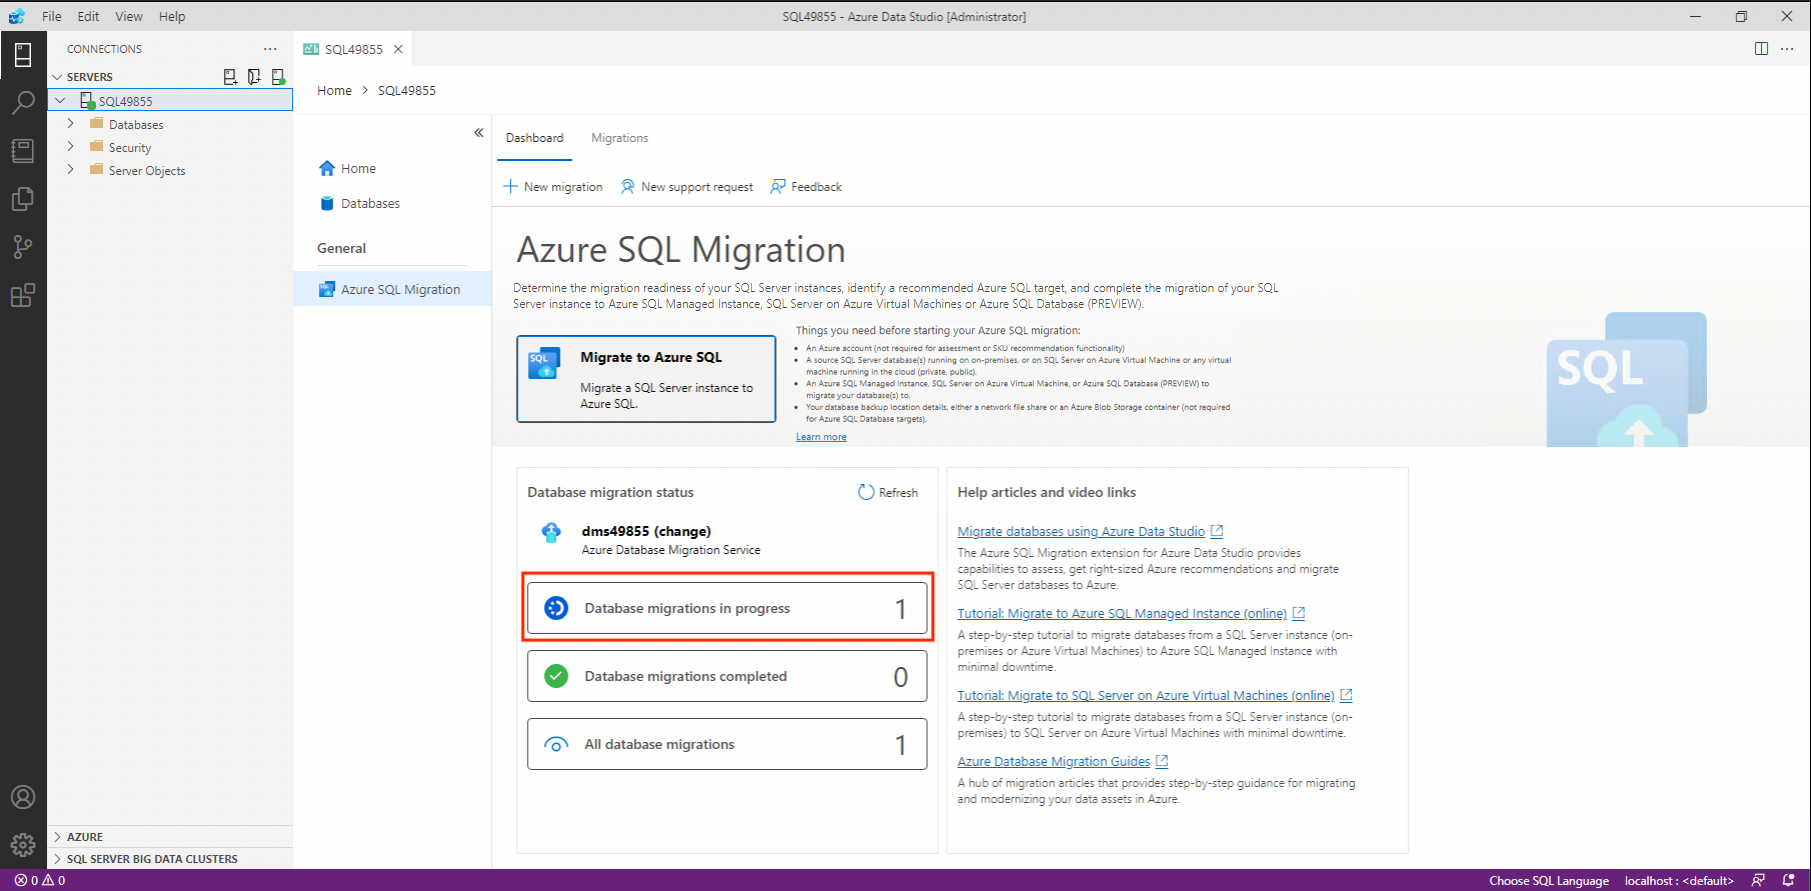 File Edit View Help
SQL49855 - Azure Data Studio [Administrator]
CONNECTIONS
SERVERS
SQL49855
Databases
Security
Server Objects
AZURE
SQL SERVER BIG DATA CLUSTERS
SQL49855
Home > SQL49855
Home
Databases
General
Azure SQL Migration
Dashboard Migrations
New migration New support request Feedback
Azure SQL Migration
Determine the migration readiness of your SQL Server instances, identify a recommended Azure SQL target, and complete the migration of your SQL
Server instance to Azure SQL Managed Instance, SQL Server on Azure Virtual Machines or Azure SQL Database (PREVIEW).
SQL
Migrate to Azure SQL
Migrate a SQL Server instance to
Azure SQL.
Things you need before starting your Azure SQL migration:
• An Azure account (not required for assessment or SKU recommendation functionality)
• A source SQL Server database(s) running on on-premises, or on SQL Server on Azure Virtual Machine or any virtual
machine running in the cloud (private, public).
• An Azure SQL Managed Instance, SQL Server on Azure Virtual Machine, or Azure SQL Database (PREVIEW) to
migrate your database(s) to.
• Your database backup location details, either a network file share or an Azure Blob Storage container (not required
for Azure SQL Database targets).
Learn more
SQL
Database migration status
Refresh
dms49855 (change)
Azure Database Migration Service
Database migrations in progress 1
Database migrations completed 0
All database migrations 1
Help articles and video links
Migrate databases using Azure Data Studio
The Azure SQL Migration extension for Azure Data Studio provides
capabilities to assess, get right-sized Azure recommendations and migrate
SQL Server databases to Azure.
Tutorial: Migrate to Azure SQL Managed Instance (online)
A step-by-step tutorial to migrate databases from a SQL Server instance (on-
premises or Azure Virtual Machines) to Azure SQL Managed Instance with
minimal downtime.
Tutorial: Migrate to SQL Server on Azure Virtual Machines (online)
A step-by-step tutorial to migrate databases from a SQL Server instance (on-
premises) to SQL Server on Azure Virtual Machines with minimal downtime.
Azure Database Migration Guides
A hub of migration articles that provides step-by-step guidance for migrating
and modernizing your data assets in Azure.
0 0
Choose SQL Language localhost : <default>